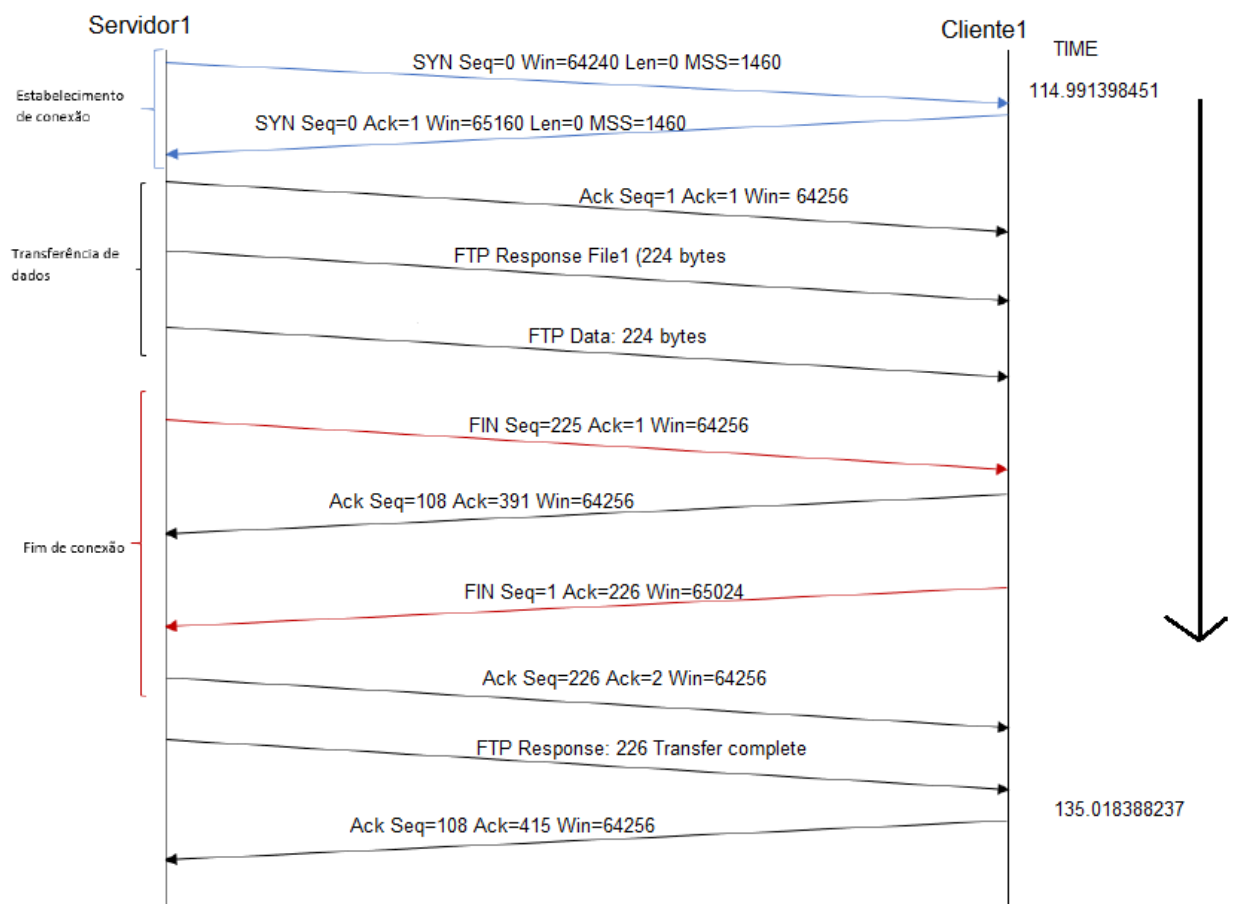 Servidor1
Cliente1
TIME
SYN Seq=0 Win=64240 Len=0 MSS=1460
114.991398451
Estabelecimento
de conexão
SYN Seq=0 Ack=1 Win=65160 Len=0 MSS=1460
Ack Seq=1 Ack=1 Win= 64256
Transferência de
dados
FTP Response File1 (224 bytes
FTP Data: 224 bytes
FIN Seq=225 Ack=1 Win=64256
Ack Seq=108 Ack=391 Win=64256
Fim de conexão
FIN Seq=1 Ack=226 Win=65024
Ack Seq=226 Ack=2 Win=64256
FTP Response: 226 Transfer complete
135.018388237
Ack Seq=108 Ack=415 Win=64256